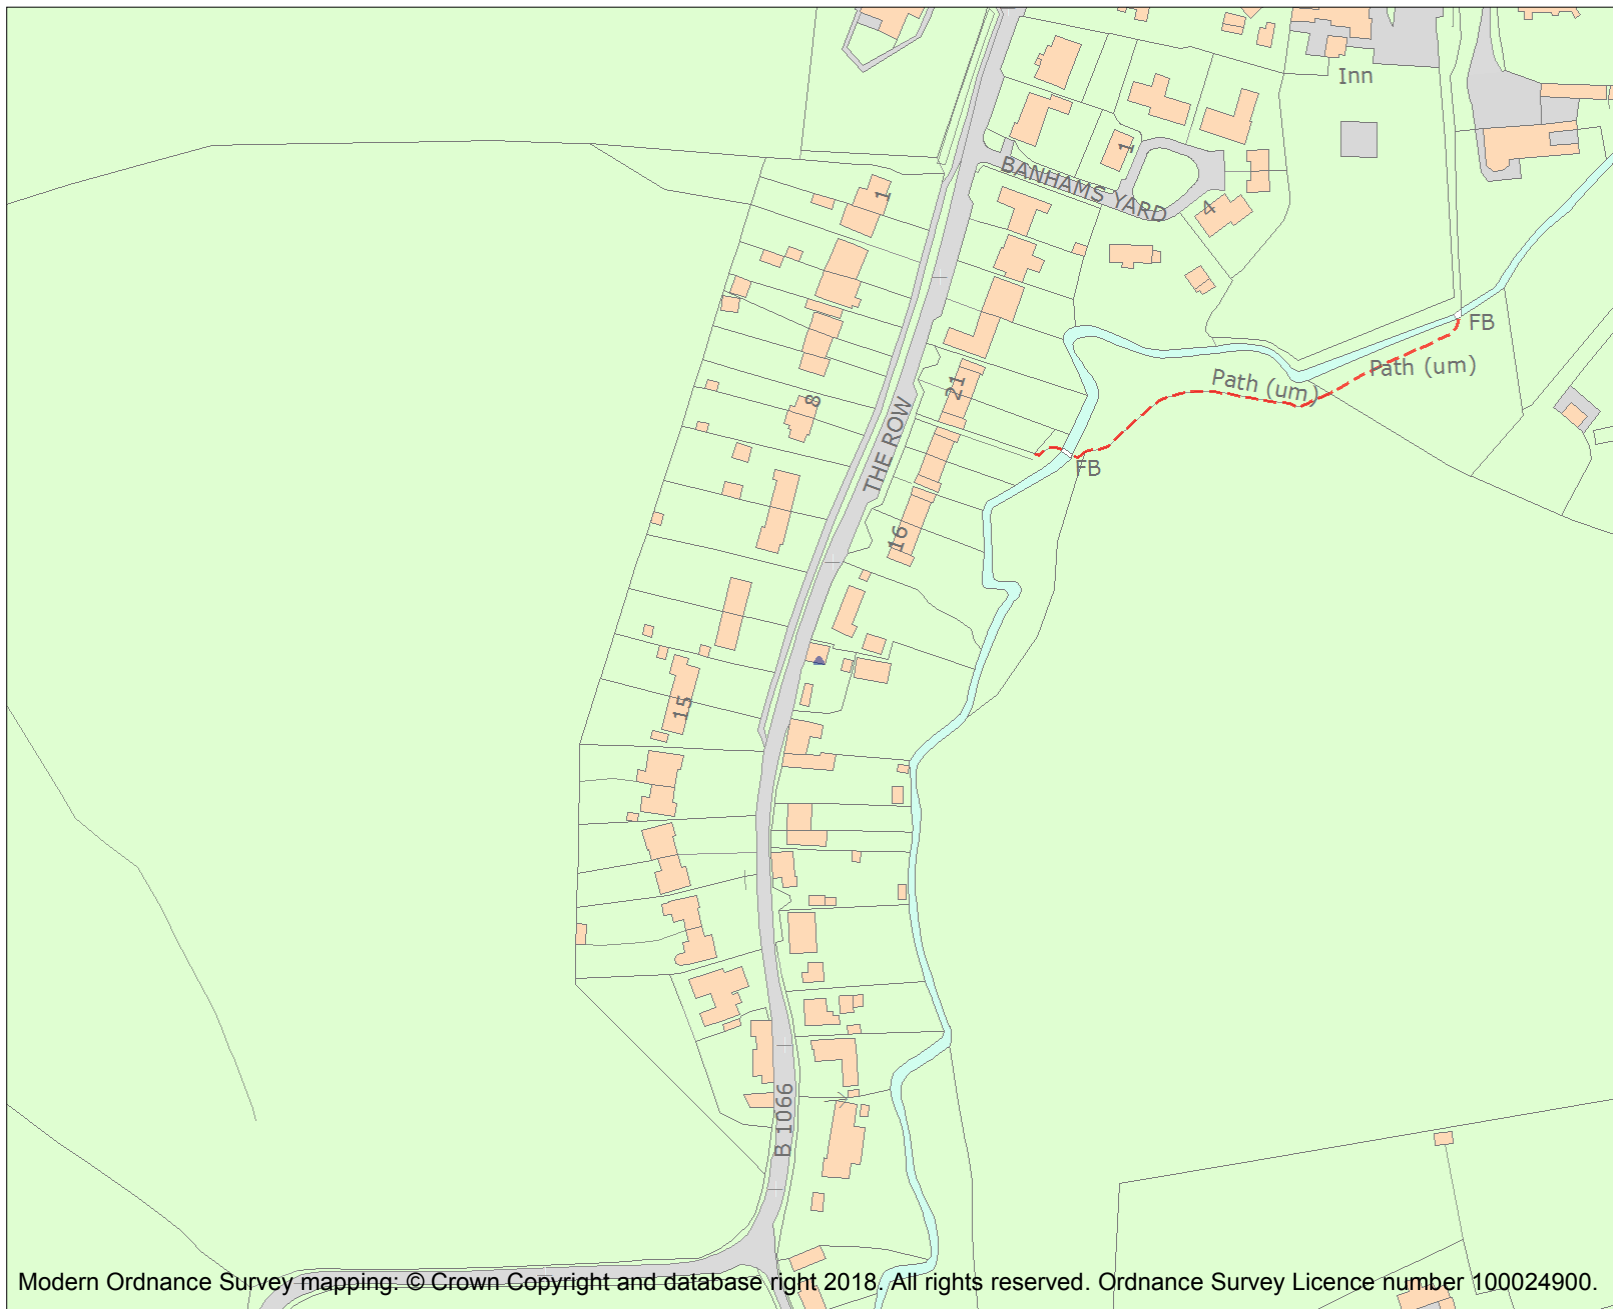 Inn
1
BANHAMS YARD
1
4
FB
Path (um)
Path (um)
21
8
THE ROW
FB
16
15
B 1066
Modern Ordnance Survey mapping: © Crown Copyright and database right 2018. All rights reserved. Ordnance Survey Licence number 100024900.